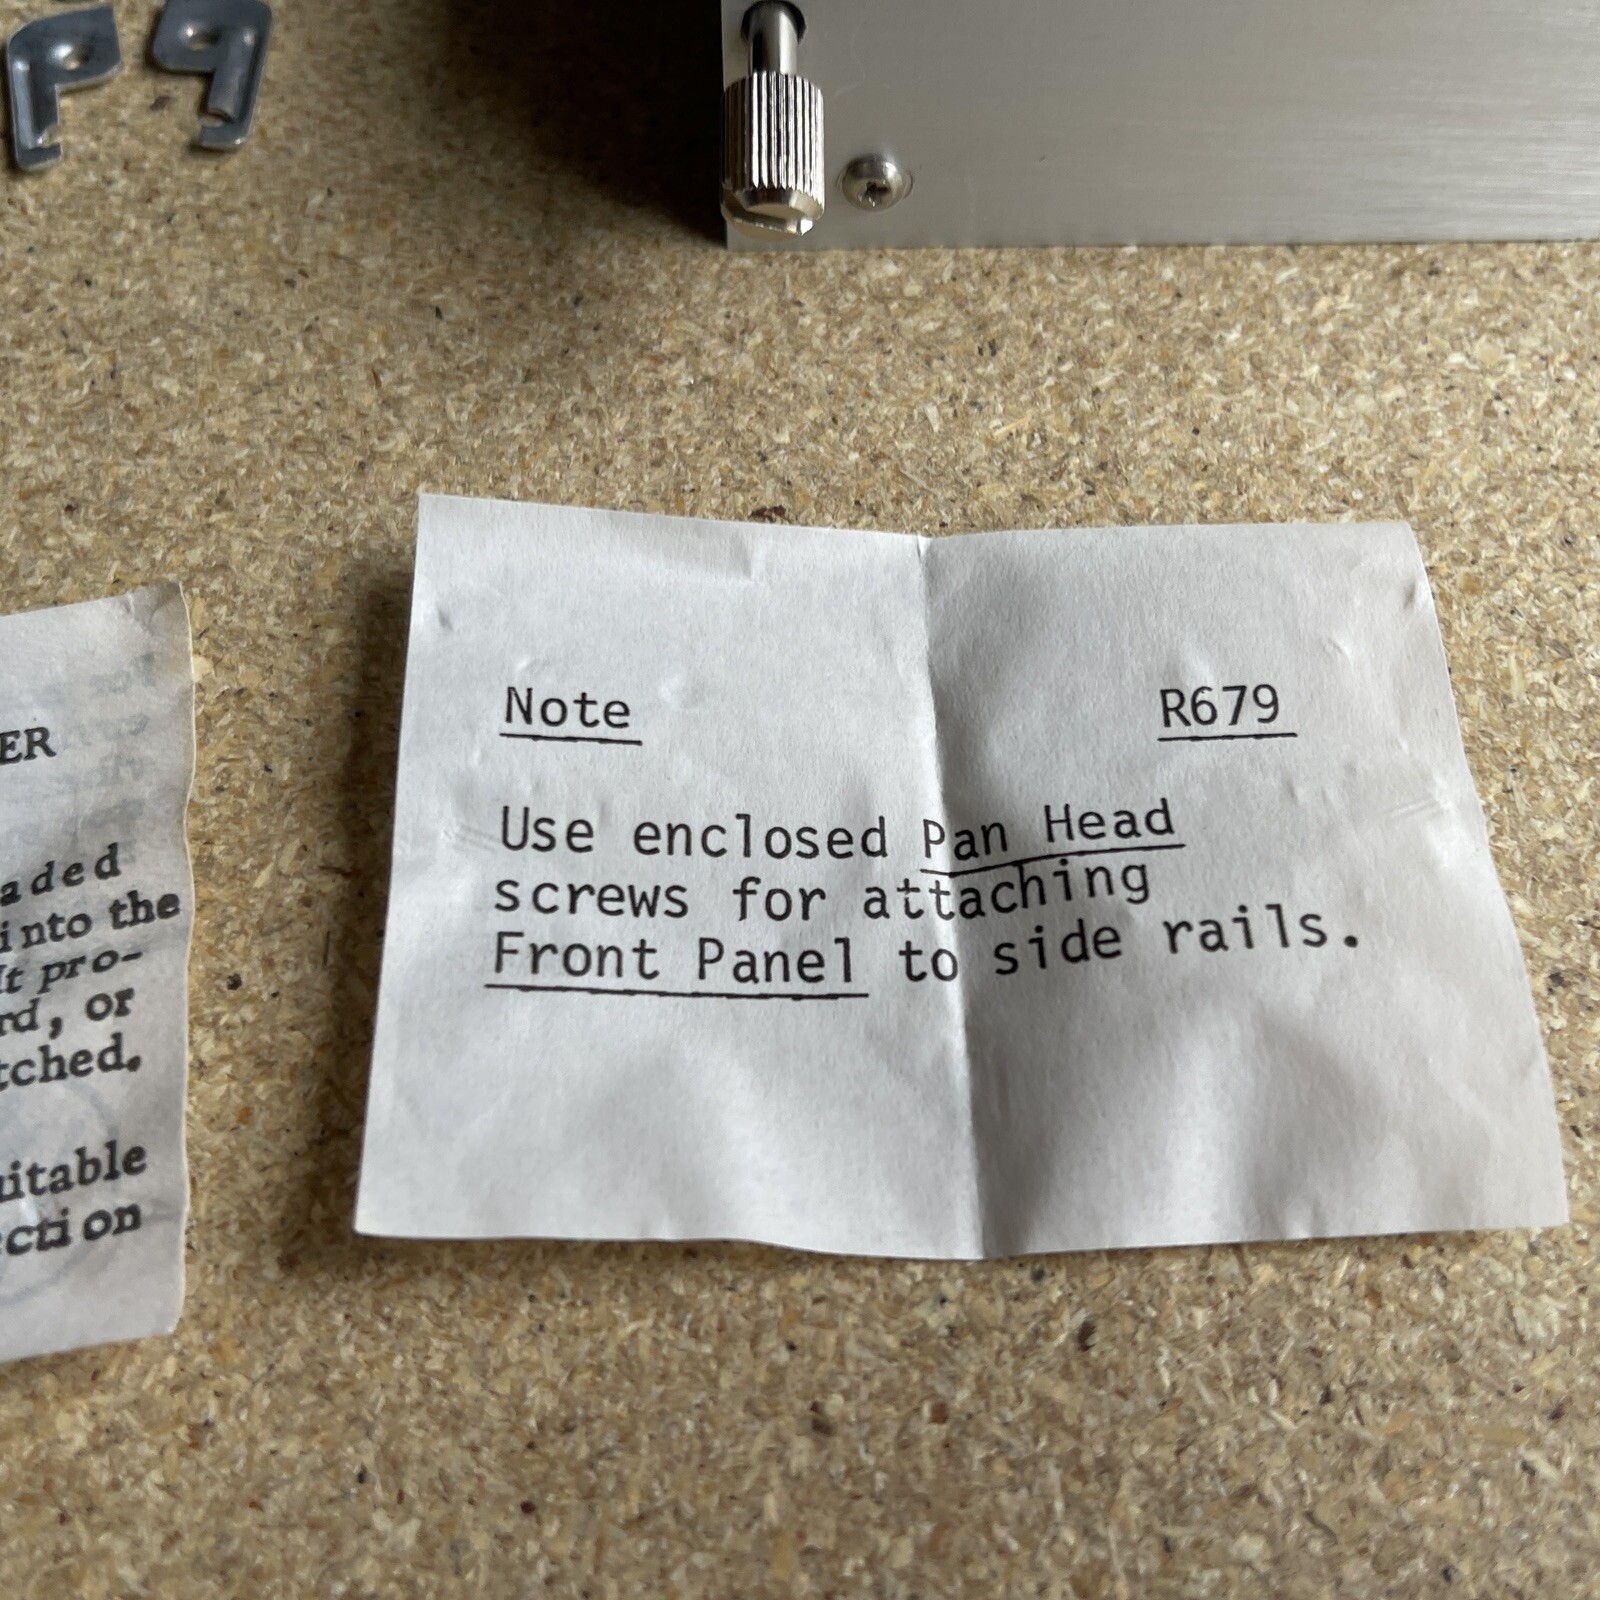 Note R679
Use enclosed Pan Head
screws for attaching
Front Panel to side rails.
ER
aded
into the
It pro-
rd, or
tched.
uitable
ection